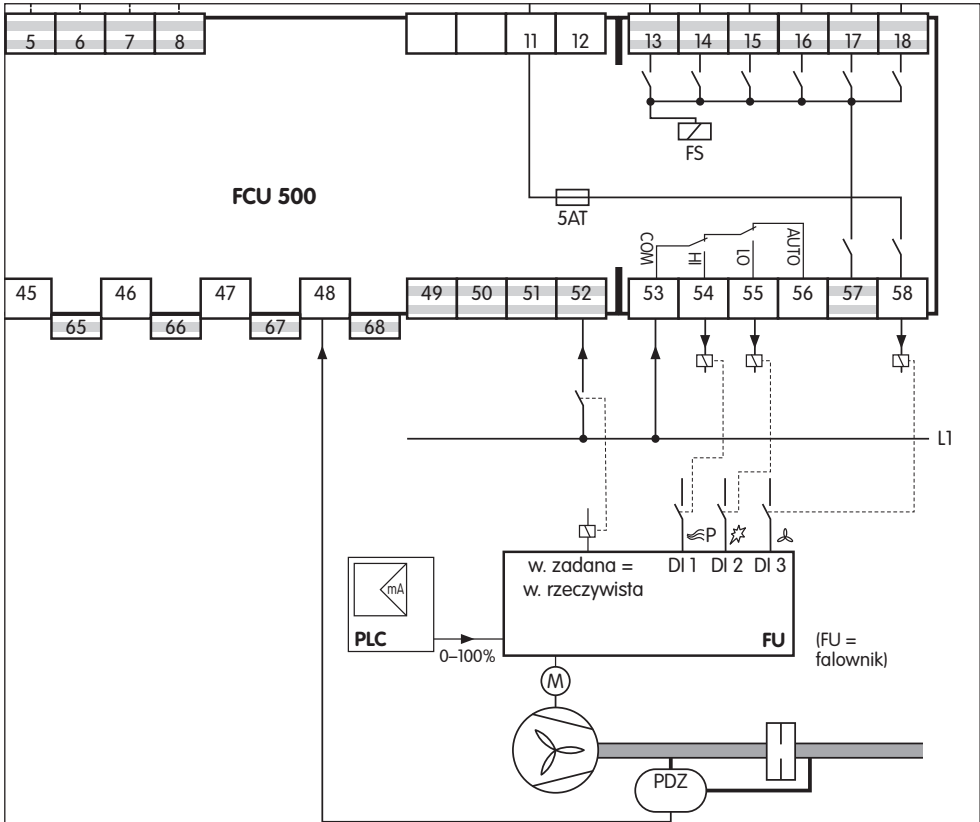 5 6 7 8 11 12 13 14 15 16 17 18
FS
FCU 500
5AT
COM HI LO AUTO
45 46 47 48 49 50 51 52 53 54 55 56 57 58
65 66 67 68
L1
P
w. zadana =
w. rzeczywista
DI 1 DI 2 DI 3
mA
PLC
0–100%
FU
(FU =
falownik)
M
PDZ